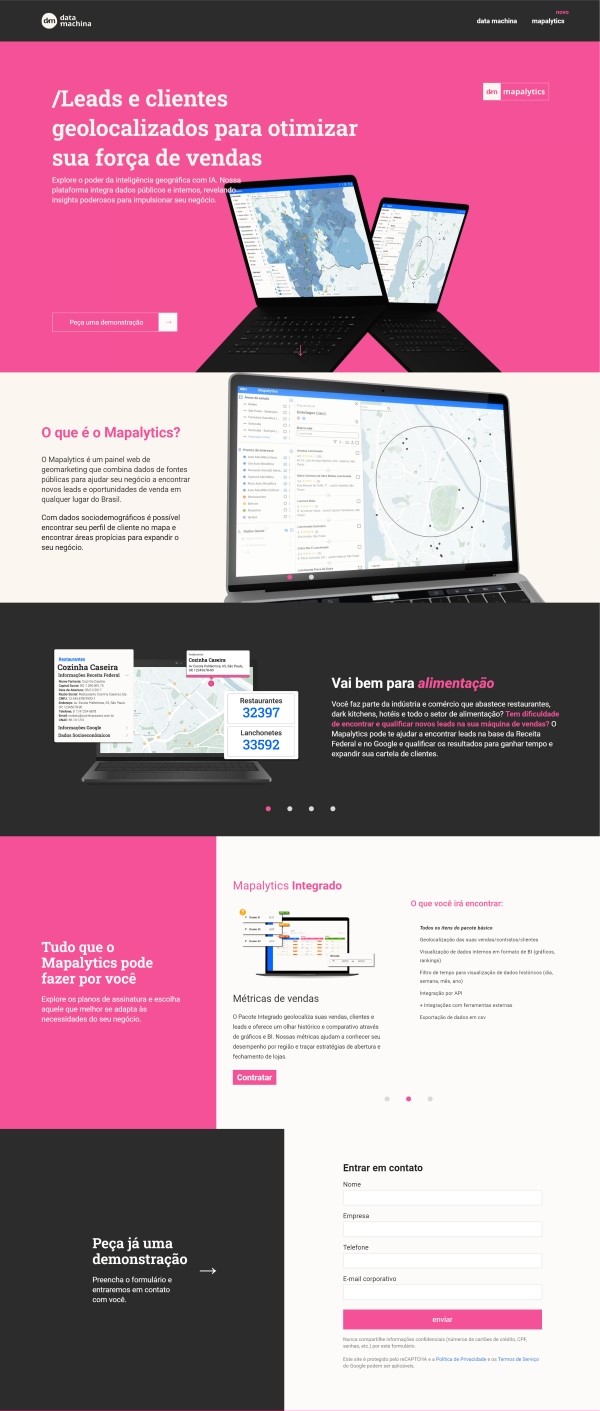 dm data
machina
data machina
novo
mapalytics
/Leads e clientes
geolocalizados para otimizar
sua força de vendas
dm mapalytics
Explore o poder da inteligência geográfica com IA. Nossa
plataforma integra dados públicos e internos, revelando
insights poderosos para impulsionar seu negócio.
Peça uma demonstração →
↓
O que é o Mapalytics?
O Mapalytics é um painel web de
geomarketing que combina dados de fontes
públicas para ajudar seu negócio a encontrar
novos leads e oportunidades de venda em
qualquer lugar do Brasil.
Com dados sociodemográficos é possível
encontrar seu perfil de cliente no mapa e
encontrar áreas propícias para expandir o
seu negócio.
Mapalytics
Restaurantes
Cozinha Caseira
Informações Receita Federal
Informações Google
Dados Socioeconômicos
Cozinha Caseira
Restaurantes
32397
Lanchonetes
33592
Vai bem para alimentação
Você faz parte da indústria e comércio que abastece restaurantes,
dark kitchens, hotéis e todo o setor de alimentação? Tem dificuldade
de encontrar e qualificar novos leads na sua máquina de vendas? O
Mapalytics pode te ajudar a encontrar leads na base da Receita
Federal e no Google e qualificar os resultados para ganhar tempo e
expandir sua cartela de clientes.
Tudo que o
Mapalytics pode
fazer por você
Explore os planos de assinatura e escolha
aquele que melhor se adapta às
necessidades do seu negócio.
Mapalytics Integrado
Métricas de vendas
O Pacote Integrado geolocaliza suas vendas, clientes e
leads e oferece um olhar histórico e comparativo através
de gráficos e BI. Nossas métricas ajudam a conhecer seu
desempenho por região e traçar estratégias de abertura e
fechamento de lojas.
Contratar
O que você irá encontrar:
Todos os itens do pacote básico
Geolocalização das suas vendas/contratos/clientes
Visualização de dados internos em formato de BI (gráficos,
rankings)
Filtro de tempo para visualização de dados históricos (dia,
semana, mês, ano)
Integração por API
+ Integrações com ferramentas externas
Exportação de dados em csv
Peça já uma
demonstração →
Preencha o formulário e
entraremos em contato
com você.
Entrar em contato
Nome
Empresa
Telefone
E-mail corporativo
enviar
Nunca compartilhe informações confidenciais (números de cartões de crédito, CPF,
senhas, etc.) por este formulário.
Este site é protegido pelo reCAPTCHA e a Política de Privacidade e os Termos de Serviço
do Google podem ser aplicáveis.